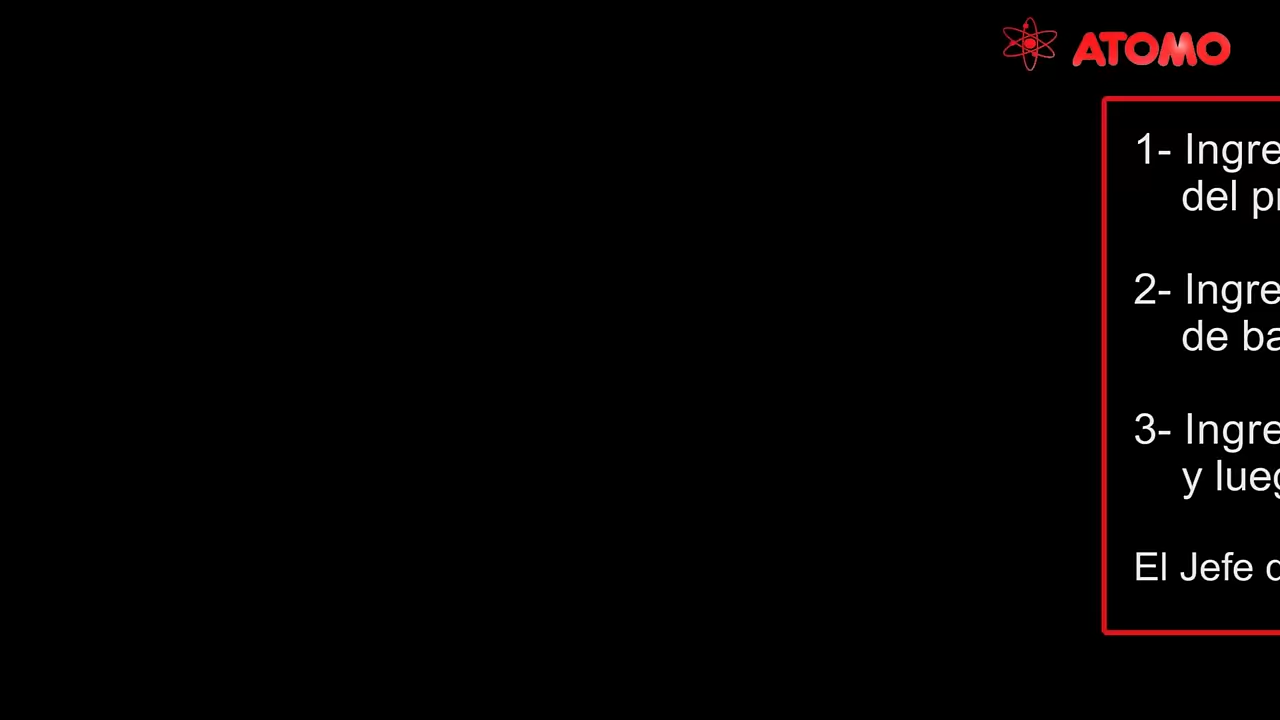 ATOMO
1- Ingre
del pr
2- Ingre
de ba
3- Ingre
y lueg
El Jefe